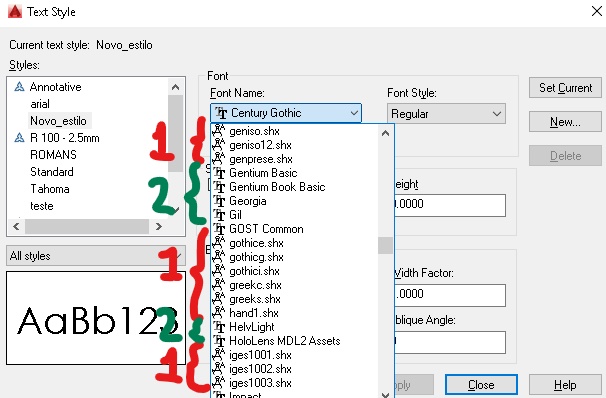 Text Style
Current text style: Novo_estilo
Styles:
Annotative
arial
Novo_estilo
R 100 - 2.5mm
ROMANS
Standard
Tahoma
teste
All styles
AaBb123
Font
Font Name:
Century Gothic
Font Style:
Regular
geniso.shx
geniso12.shx
genprese.shx
Gentium Basic
Gentium Book Basic
Georgia
Gil
GOST Common
gothice.shx
gothicg.shx
gothici.shx
greekc.shx
greeks.shx
hand1.shx
HelvLight
HoloLens MDL2 Assets
iges1001.shx
iges1002.shx
iges1003.shx
Impact
1
2
1
2
1
eight
.0000
Width Factor:
.0000
blique Angle:
Set Current
New...
Delete
pply
Close
Help